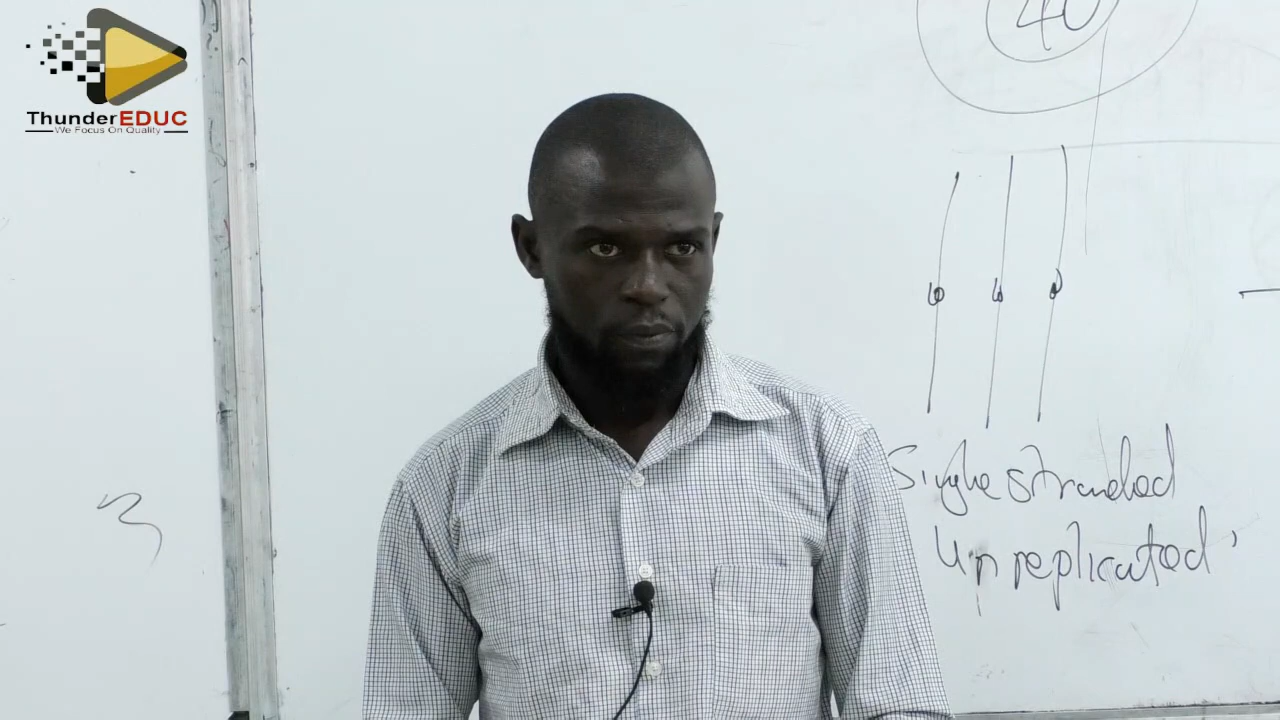 ThunderEDUC
We Focus On Quality
40
Single stranded
Unreplicated